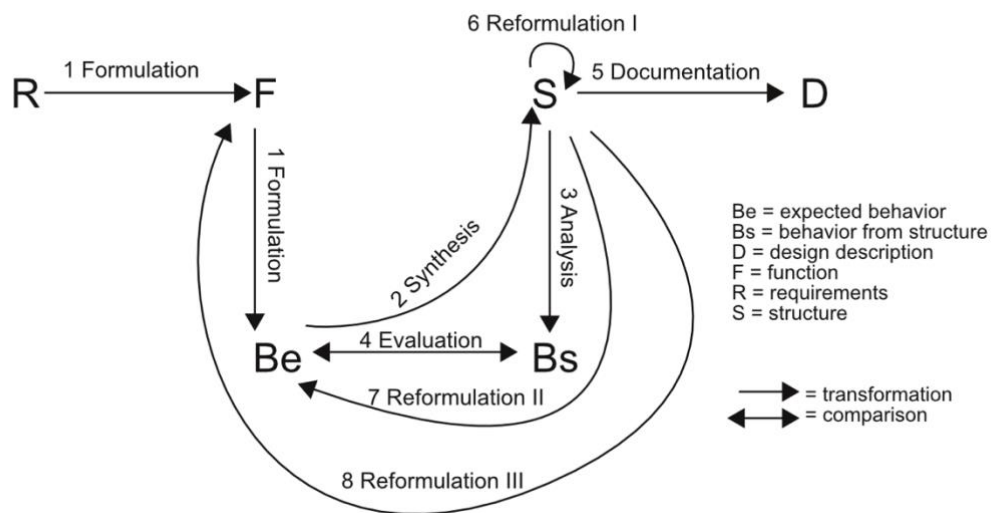 6 Reformulation I
1 Formulation
5 Documentation
R
F
S
D
1 Formulation
3 Analysis
2 Synthesis
Be = expected behavior
Bs = behavior from structure
D = design description
F = function
R = requirements
S = structure
4 Evaluation
Be
Bs
7 Reformulation II
= transformation
= comparison
8 Reformulation III